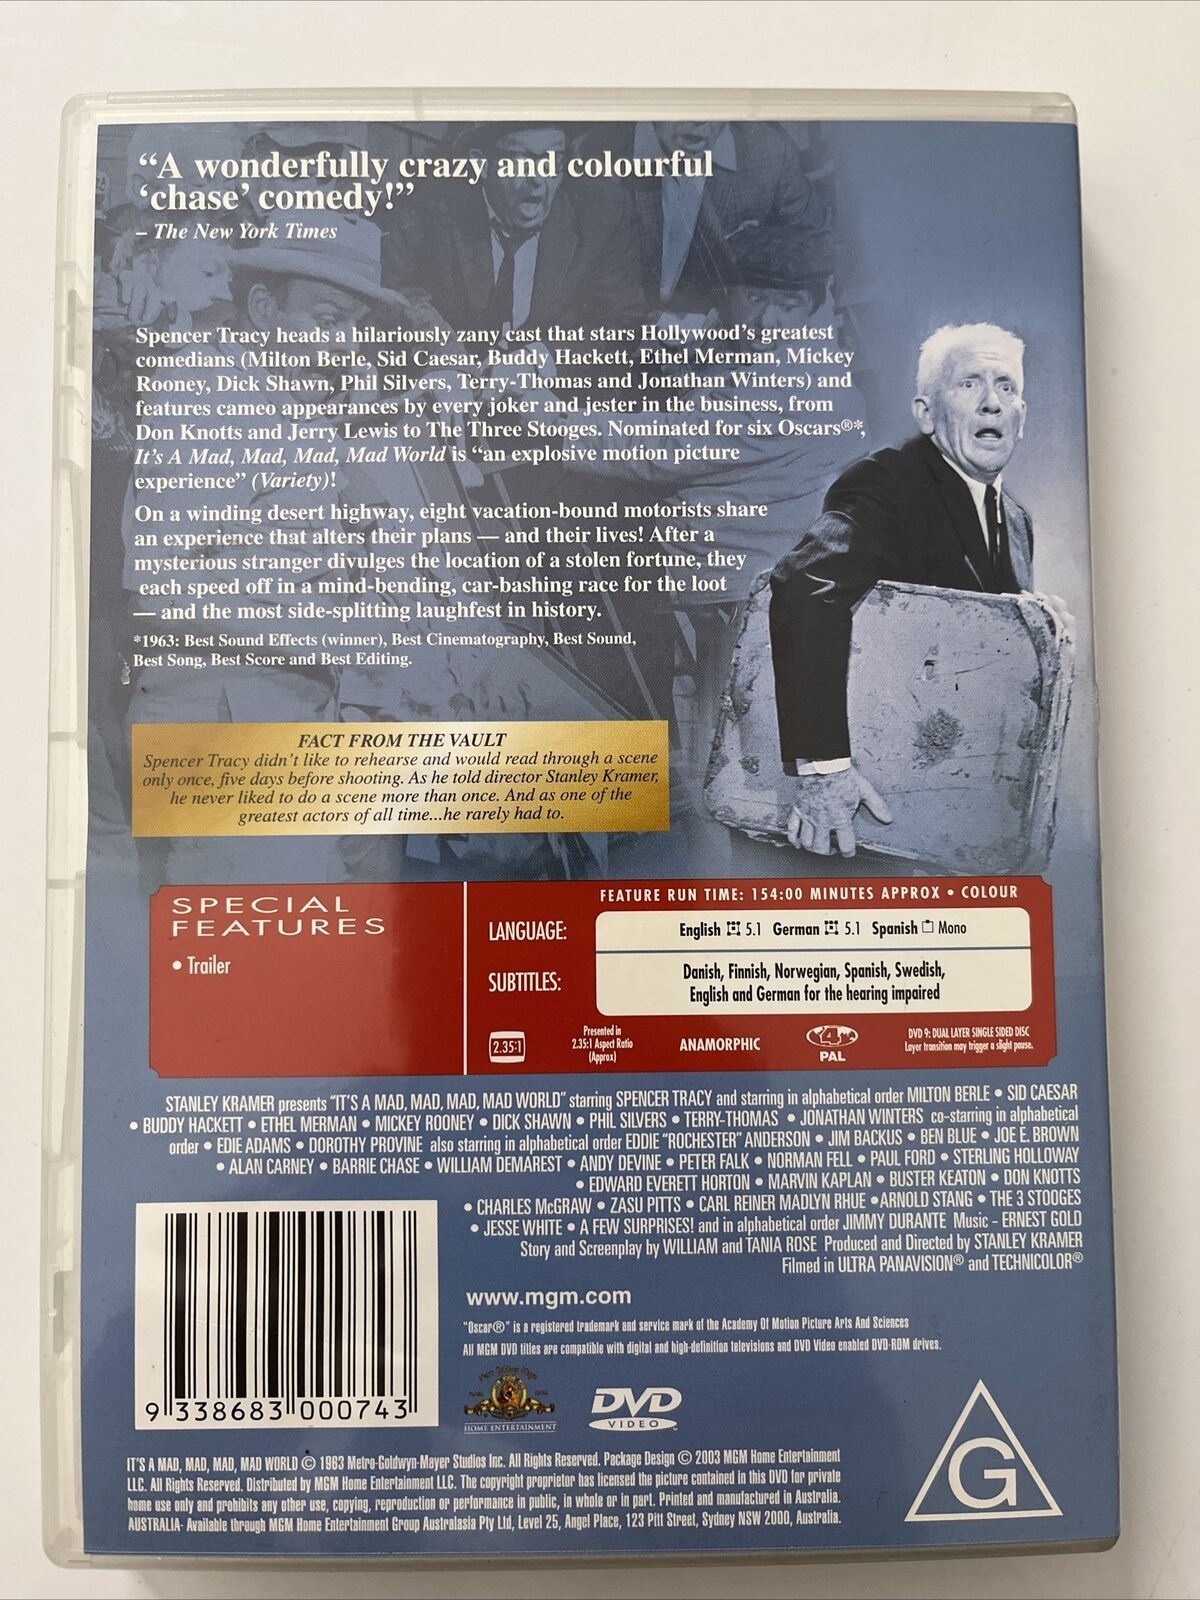 “A wonderfully crazy and colourful
‘chase’ comedy!”
– The New York Times
Spencer Tracy heads a hilariously zany cast that stars Hollywood’s greatest
comedians (Milton Berle, Sid Caesar, Buddy Hackett, Ethel Merman, Mickey
Rooney, Dick Shawn, Phil Silvers, Terry-Thomas and Jonathan Winters) and
features cameo appearances by every joker and jester in the business, from
Don Knotts and Jerry Lewis to The Three Stooges. Nominated for six Oscars®*,
It’s A Mad, Mad, Mad, Mad World is “an explosive motion picture
experience” (Variety)!
On a winding desert highway, eight vacation-bound motorists share
an experience that alters their plans — and their lives! After a
mysterious stranger divulges the location of a stolen fortune, they
each speed off in a mind-bending, car-bashing race for the loot
— and the most side-splitting laughfest in history.
*1963: Best Sound Effects (winner), Best Cinematography, Best Sound,
Best Song, Best Score and Best Editing.
FACT FROM THE VAULT
Spencer Tracy didn’t like to rehearse and would read through a scene
only once, five days before shooting. As he told director Stanley Kramer,
he never liked to do a scene more than once. And as one of the
greatest actors of all time...he rarely had to.
SPECIAL
FEATURES
• Trailer
FEATURE RUN TIME: 154:00 MINUTES APPROX • COLOUR
LANGUAGE: English 5.1 German 5.1 Spanish Mono
SUBTITLES: Danish, Finnish, Norwegian, Spanish, Swedish,
English and German for the hearing impaired
2.35:1
Presented in
2.35:1 Aspect Ratio
(Approx)
ANAMORPHIC
4
PAL
DVD 9: DUAL LAYER SINGLE SIDED DISC
Layer transition may trigger a slight pause.
STANLEY KRAMER presents “IT’S A MAD, MAD, MAD, MAD WORLD” starring SPENCER TRACY and starring in alphabetical order MILTON BERLE • SID CAESAR
• BUDDY HACKETT • ETHEL MERMAN • MICKEY ROONEY • DICK SHAWN • PHIL SILVERS • TERRY-THOMAS • JONATHAN WINTERS co-starring in alphabetical
order • EDIE ADAMS • DOROTHY PROVINE also starring in alphabetical order EDDIE “ROCHESTER” ANDERSON • JIM BACKUS • BEN BLUE • JOE E. BROWN
• ALAN CARNEY • BARRIE CHASE • WILLIAM DEMAREST • ANDY DEVINE • PETER FALK • NORMAN FELL • PAUL FORD • STERLING HOLLOWAY
• EDWARD EVERETT HORTON • MARVIN KAPLAN • BUSTER KEATON • DON KNOTTS
• CHARLES McGRAW • ZASU PITTS • CARL REINER MADLYN RHUE •ARNOLD STANG • THE 3 STOOGES
• JESSE WHITE • A FEW SURPRISES! and in alphabetical order JIMMY DURANTE Music - ERNEST GOLD
Story and Screenplay by WILLIAM and TANIA ROSE Produced and Directed by STANLEY KRAMER
Filmed in ULTRA PANAVISION® and TECHNICOLOR®
www.mgm.com
"Oscar®" is a registered trademark and service mark of the Academy Of Motion Picture Arts And Sciences
All MGM DVD titles are compatible with digital and high-definition televisions and DVD Video enabled DVD-ROM drives.
9 338683 000743
HOME ENTERTAINMENT
DVD
VIDEO
G
IT’S A MAD, MAD, MAD, MAD WORLD © 1963 Metro-Goldwyn-Mayer Studios Inc. All Rights Reserved. Package Design © 2003 MGM Home Entertainment
LLC. All Rights Reserved. Distributed by MGM Home Entertainment LLC. The copyright proprietor has licensed the picture contained in this DVD for private
home use only and prohibits any other use, copying, reproduction or performance in public, in whole or in part. Printed and manufactured in Australia.
AUSTRALIA- Available through MGM Home Entertainment Group Australasia Pty Ltd, Level 25, Angel Place, 123 Pitt Street, Sydney NSW 2000, Australia.